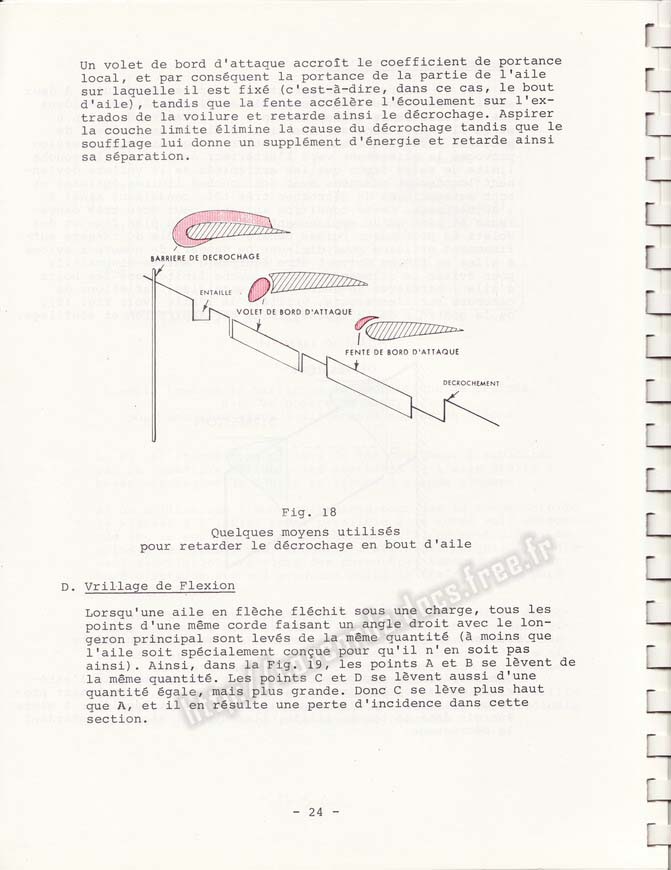 Un volet de bord d'attaque accroît le coefficient de portance
local, et par conséquent la portance de la partie de l'aile
sur laquelle il est fixé (c'est-à-dire, dans ce cas, le bout
d'aile), tandis que la fente accélère l'écoulement sur l'ex-
trados de la voilure et retarde ainsi le décrochage. Aspirer
la couche limite élimine la cause du décrochage tandis que le
soufflage lui donne un supplément d'énergie et retarde ainsi
sa séparation.
BARRIERE DE DECROCHAGE
ENTAILLE
VOLET DE BORD D'ATTAQUE
FENTE DE BORD D'ATTAQUE
DECROCHEMENT
Fig. 18
Quelques moyens utilisés
pour retarder le décrochage en bout d'aile
D. Vrillage de Flexion
Lorsqu'une aile en flèche fléchit sous une charge, tous les
points d'une même corde faisant un angle droit avec le lon-
geron principal sont levés de la même quantité (à moins que
l'aile soit spécialement conçue pour qu'il n'en soit pas
ainsi). Ainsi, dans la Fig. 19, les points A et B se lèvent de
la même quantité. Les points C et D se lèvent aussi d'une
quantité égale, mais plus grande. Donc C se lève plus haut
que A, et il en résulte une perte d'incidence dans cette
section.
- 24 -